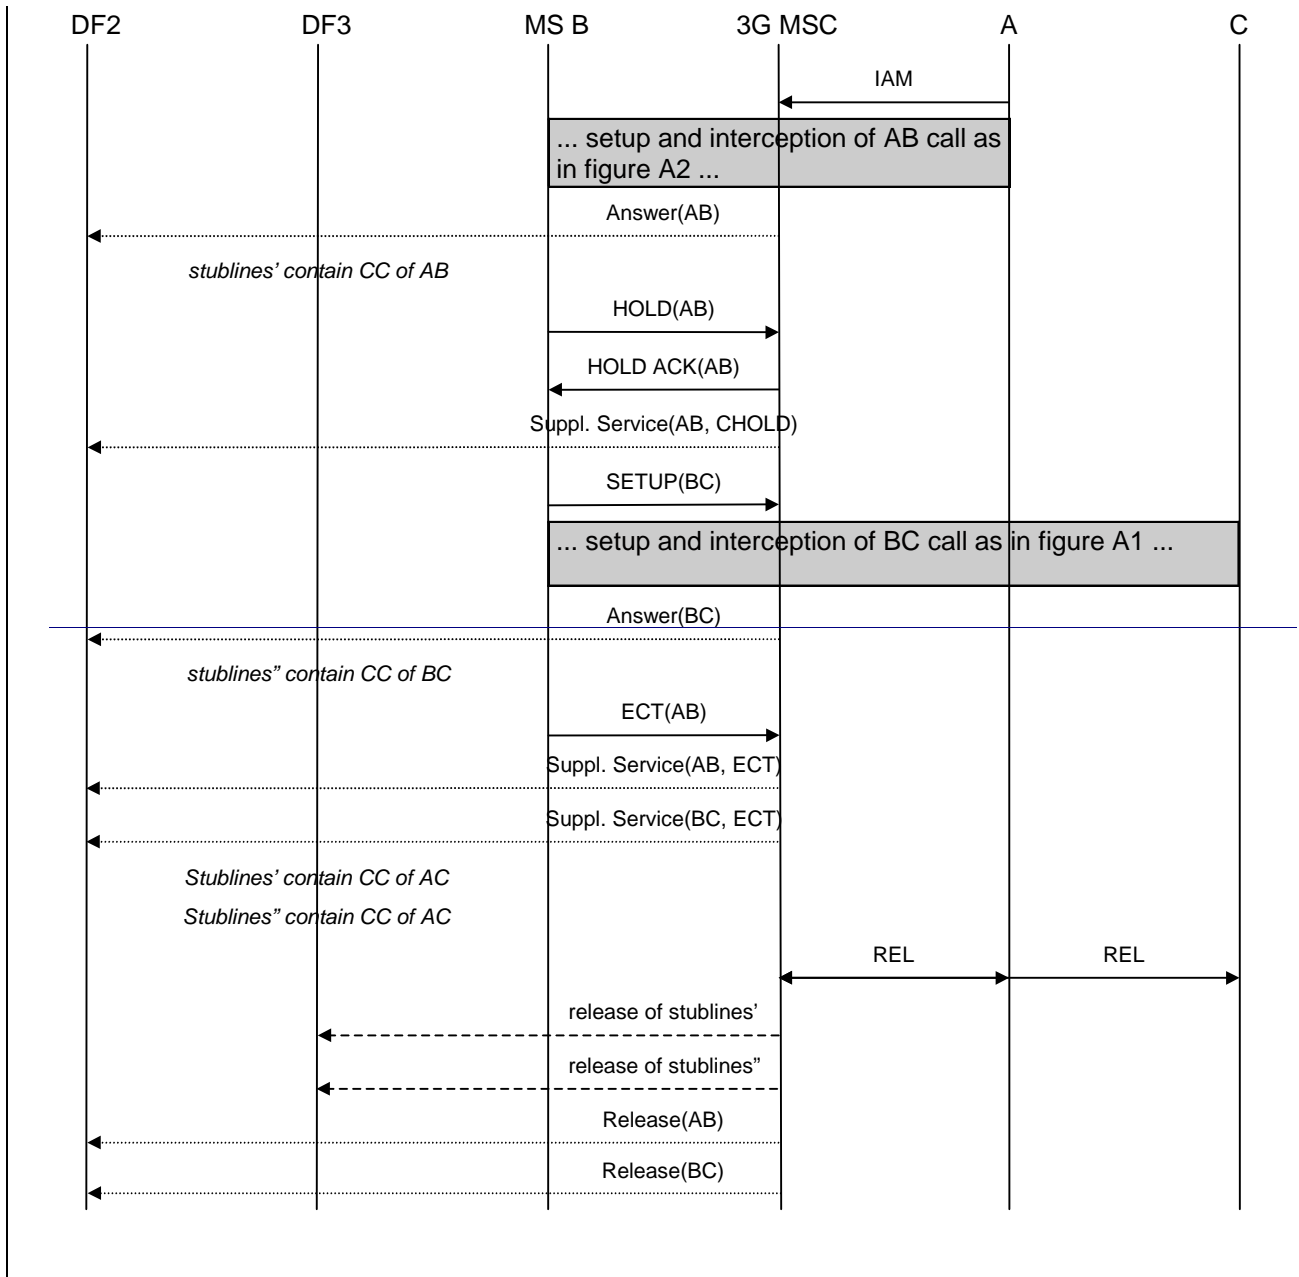 DF2 DF3 MS B 3G MSC A C
IAM
... setup and interception of AB call as
in figure A2 ...
Answer(AB)
stublines’ contain CC of AB
HOLD(AB)
HOLD ACK(AB)
Suppl. Service(AB, CHOLD)
SETUP(BC)
... setup and interception of BC call as in figure A1 ...
Answer(BC)
stublines” contain CC of BC
ECT(AB)
Suppl. Service(AB, ECT)
Suppl. Service(BC, ECT)
Stublines’ contain CC of AC
Stublines” contain CC of AC
REL REL
release of stublines’
release of stublines”
Release(AB)
Release(BC)